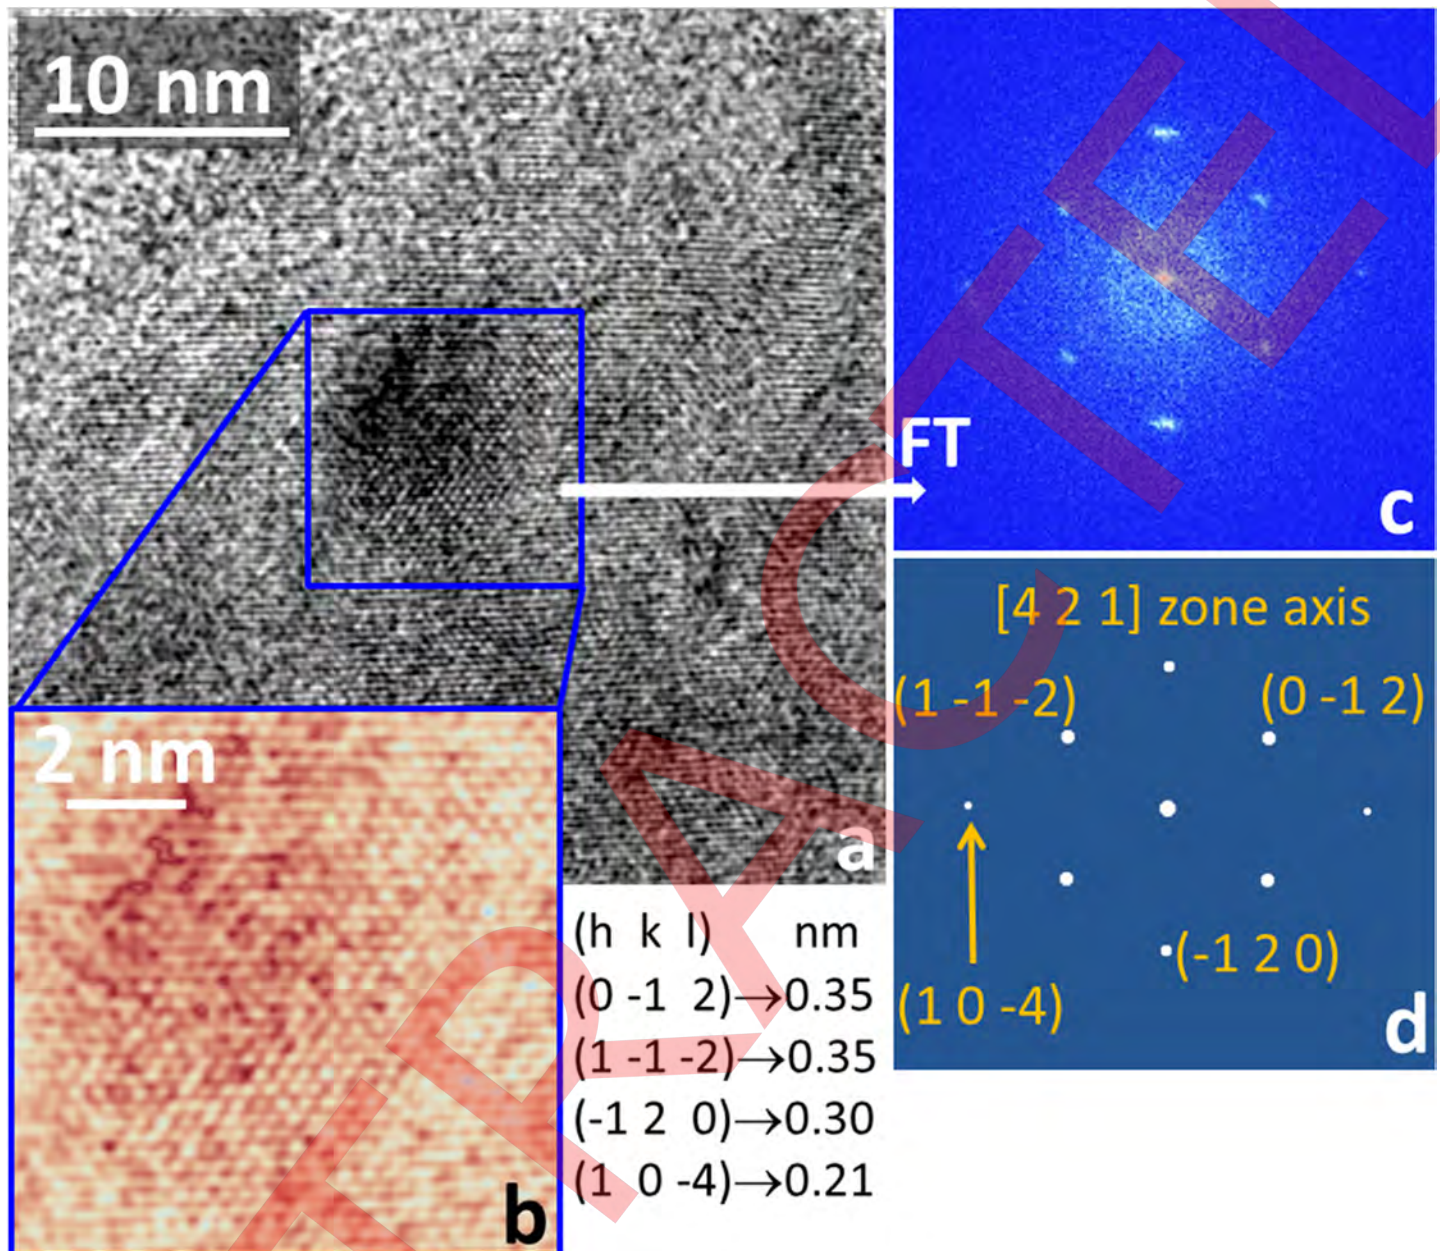 10 nm
FT
c
a
2 nm
b
[4 2 1] zone axis
(1 -1 -2)
(0 -1 2)
(1 0 -4)
(-1 2 0)
d
(h k l) nm
(0 -1 2)→0.35
(1 -1 -2)→0.35
(-1 2 0)→0.30
(1 0 -4)→0.21